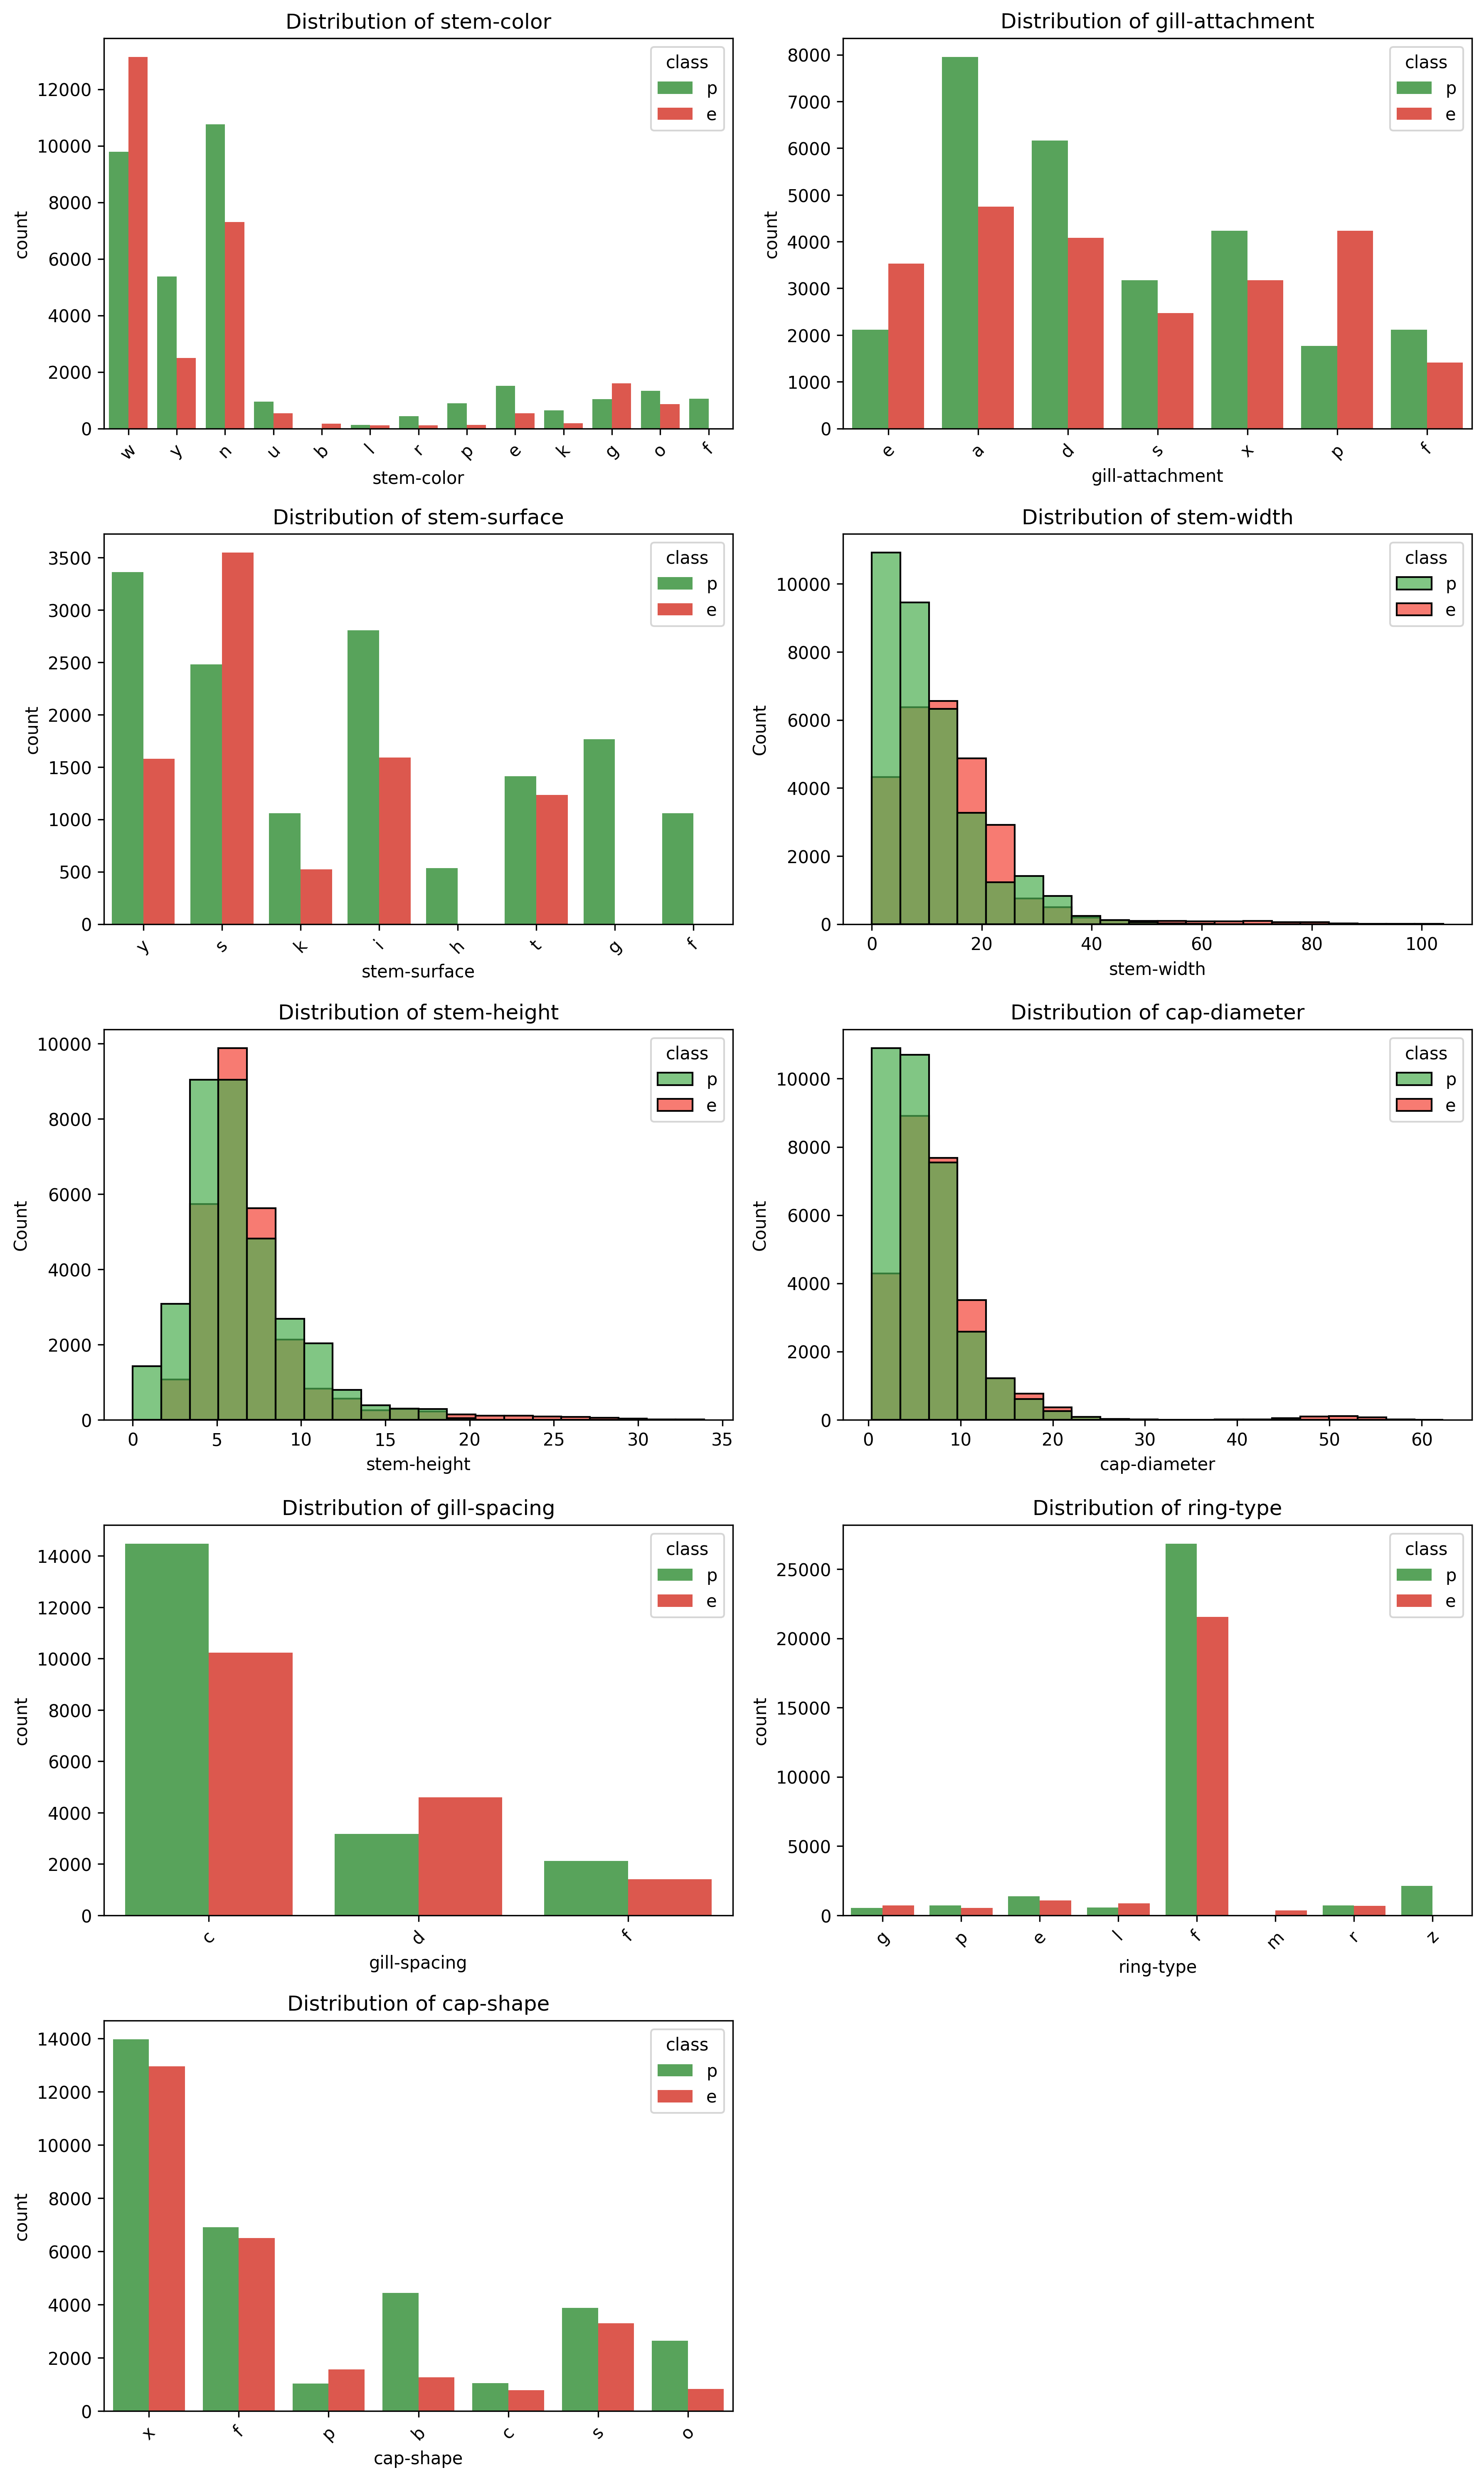 Distribution of stem-color
count
12000
10000
8000
6000
4000
2000
0
class
p
e
w y n u b l r p e k g o f
stem-color
Distribution of gill-attachment
count
8000
7000
6000
5000
4000
3000
2000
1000
0
class
p
e
e a d s x p f
gill-attachment
Distribution of stem-surface
count
3500
3000
2500
2000
1500
1000
500
0
class
p
e
y s k i h t g f
stem-surface
Distribution of stem-width
Count
10000
8000
6000
4000
2000
0
class
p
e
0 20 40 60 80 100
stem-width
Distribution of stem-height
Count
10000
8000
6000
4000
2000
0
class
p
e
0 5 10 15 20 25 30 35
stem-height
Distribution of cap-diameter
Count
10000
8000
6000
4000
2000
0
class
p
e
0 10 20 30 40 50 60
cap-diameter
Distribution of gill-spacing
count
14000
12000
10000
8000
6000
4000
2000
0
class
p
e
c d f
gill-spacing
Distribution of ring-type
count
25000
20000
15000
10000
5000
0
class
p
e
g p e l f m r z
ring-type
Distribution of cap-shape
count
14000
12000
10000
8000
6000
4000
2000
0
class
p
e
x f p b c s o
cap-shape